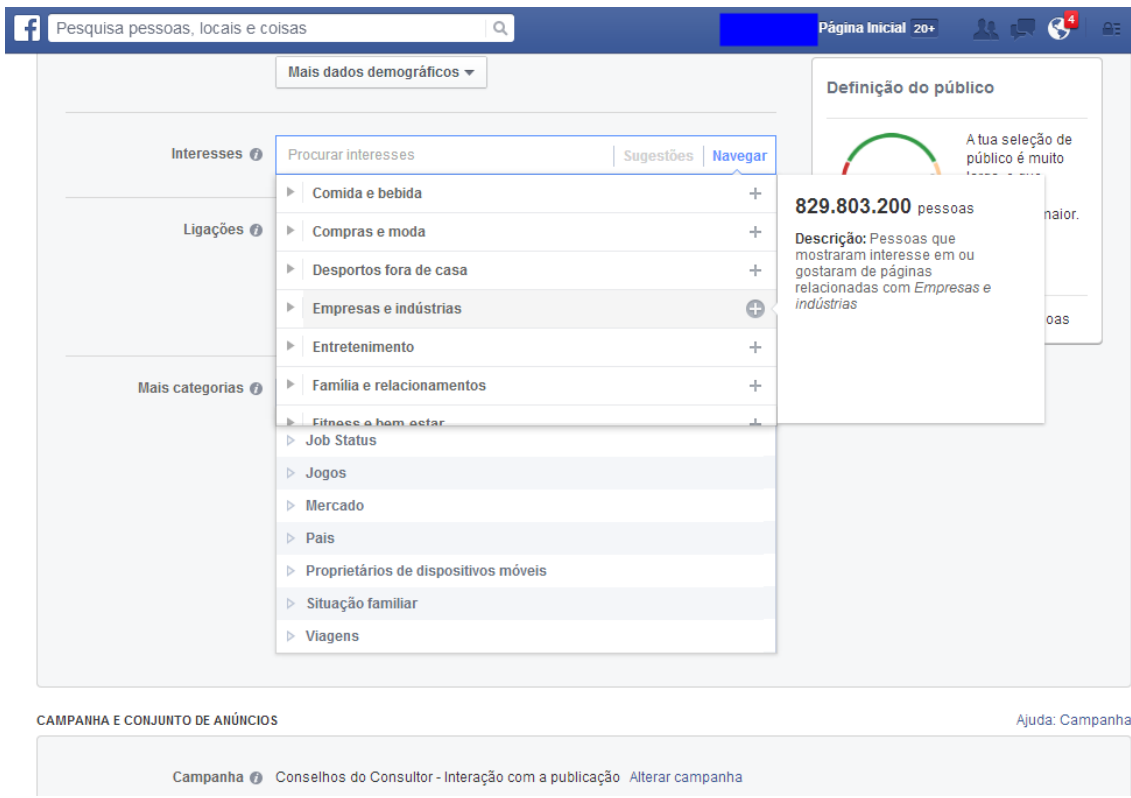 f Pesquisa pessoas, locais e coisas Página Inicial 20+ 4
Mais dados demográficos
Definição do público
Interesses Procurar interesses Sugestões Navegar
A tua seleção de
público é muito
maior.
oas
Comida e bebida
Ligações Compras e moda
Desportos fora de casa
Empresas e indústrias
Entretenimento
Mais categorias Família e relacionamentos
Fitness e bem estar
829.803.200 pessoas
Descrição: Pessoas que
mostraram interesse em ou
gostaram de páginas
relacionadas com Empresas e
indústrias
Job Status
Jogos
Mercado
Pais
Proprietários de dispositivos móveis
Situação familiar
Viagens
CAMPANHA E CONJUNTO DE ANÚNCIOS Ajuda: Campanha
Campanha Conselhos do Consultor - Interação com a publicação Alterar campanha